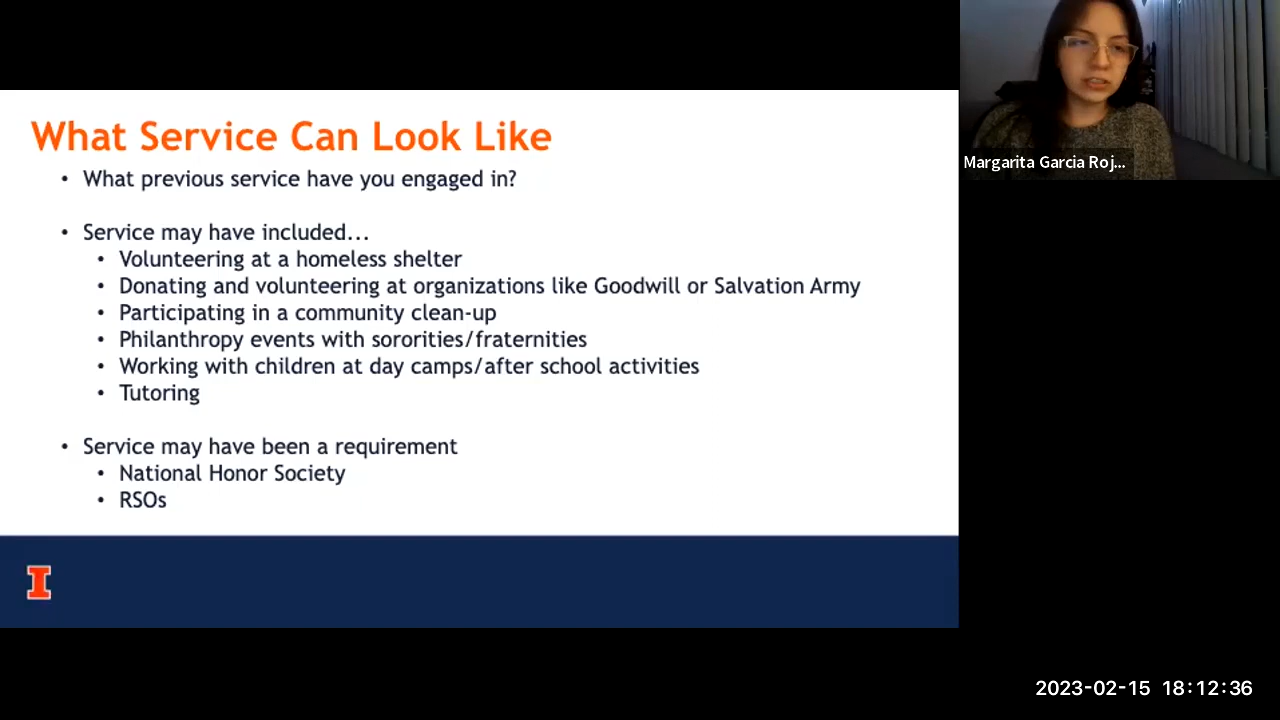 What Service Can Look Like
• What previous service have you engaged in?
• Service may have included...
• Volunteering at a homeless shelter
• Donating and volunteering at organizations like Goodwill or Salvation Army
• Participating in a community clean-up
• Philanthropy events with sororities/fraternities
• Working with children at day camps/after school activities
• Tutoring
• Service may have been a requirement
• National Honor Society
• RSOs
I
Margarita Garcia Roj...
2023-02-15 18:12:36